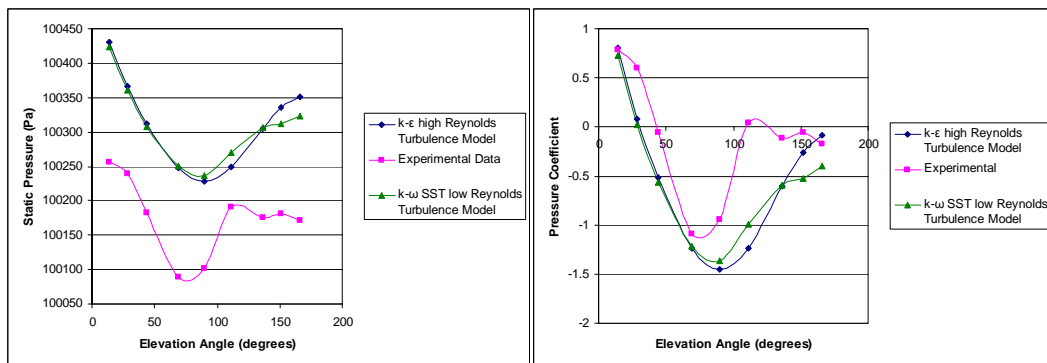 100450
100400
100350
100300
100250
100200
100150
100100
100050
Static Pressure (Pa)
0 50 100 150 200
Elevation Angle (degrees)
k-ε high Reynolds
Turbulence Model
Experimental Data
k-ω SST low Reynolds
Turbulence Model
1
0.5
0
-0.5
-1
-1.5
-2
Pressure Coefficient
0 50 100 150 200
Elevation Angle (degrees)
k-ε high Reynolds
Turbulence Model
Experimental
k-ω SST low Reynolds
Turbulence Model